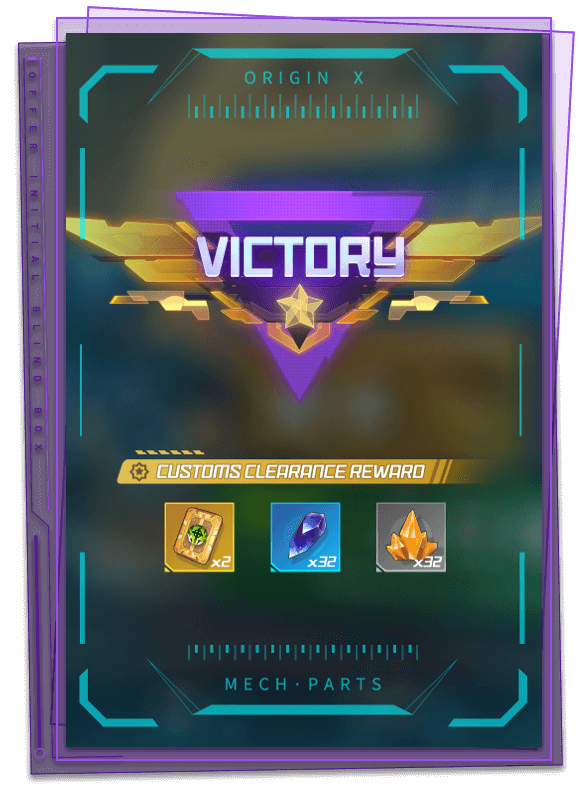 ORIGIN X
OFFER INITIAL BLIND BOX
VICTORY
CUSTOMS CLEARANCE REWARD
x2
x32
x32
MECH·PARTS